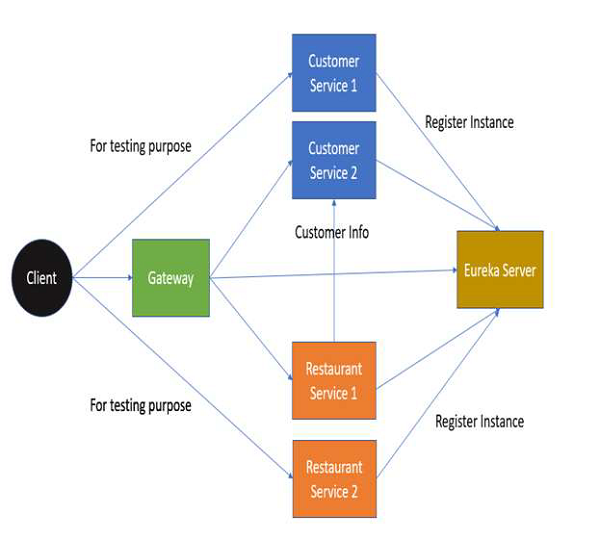 Customer
Service 1
Register Instance
For testing purpose
Customer
Service 2
Customer Info
Client
Gateway
Eureka Server
Restaurant
Service 1
For testing purpose
Register Instance
Restaurant
Service 2